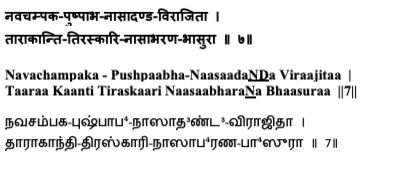 नवचम्पक-पुष्पाभ-नासादण्ड-विराजिता ।
ताराकान्ति-तिरस्कारि-नासाभरण-भासुरा ॥ ७॥
Navachampaka - Pushpaabha-NaasaadaNDa Viraajitaa |
Taaraa Kaanti Tiraskaari NaasaabharaNa Bhaasuraa ||7||
நவசம்பக-புஷ்பாப⁴-நாஸாத³ண்ட³-விராஜிதா ।
தாராகாந்தி-திரஸ்காரி-நாஸாப⁴ரண-பா⁴ஸுரா ॥ 7॥